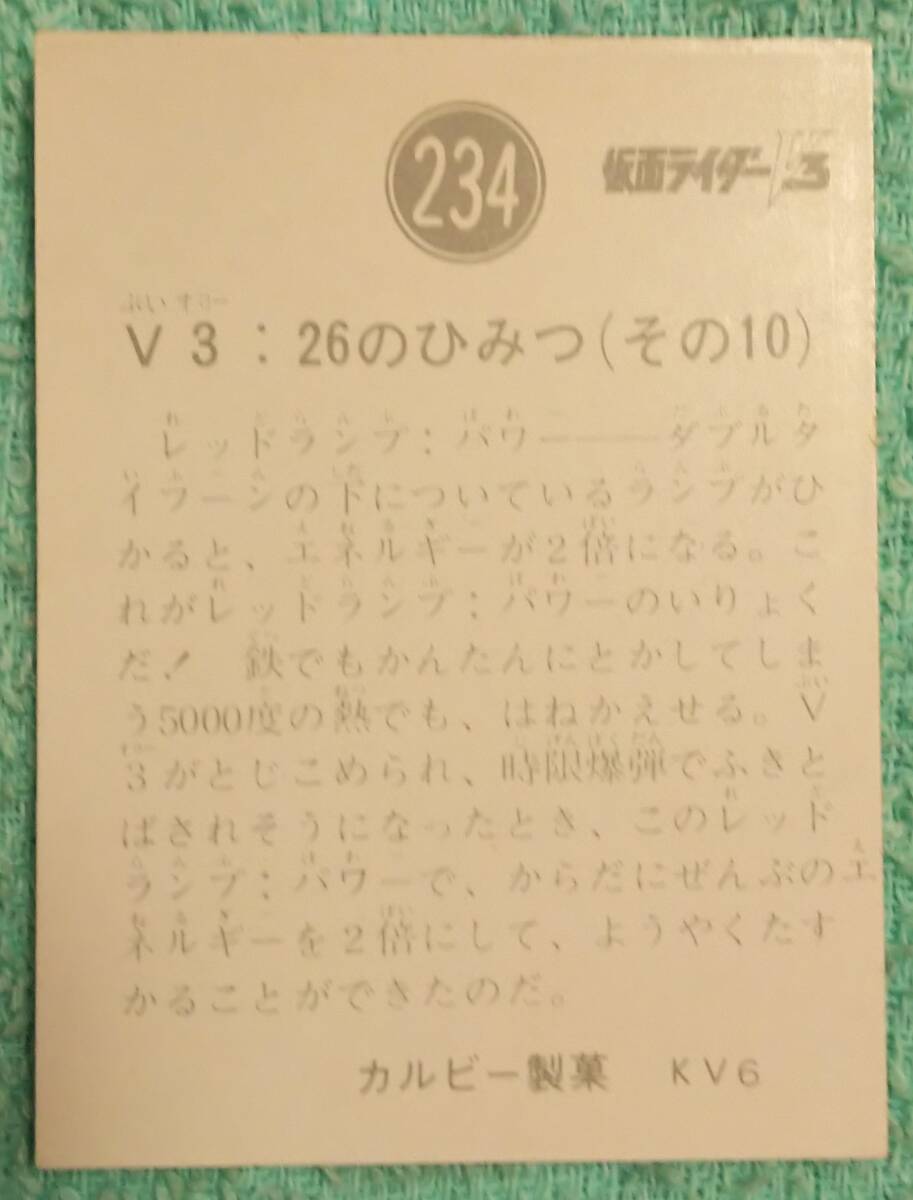 234
仮面ライダーV3
ぶいすりー
V3：26のひみつ(その10)
レッドランプ：パワー――ダブルタ
イフーンの下についているランプがひ
かると、エネルギーが2倍になる。こ
れがレッドランプ：パワーのいりょく
だ！　鉄でもかんたんにとかしてしま
う5000度の熱でも、はねかえせる。V
3がとじこめられ、時限爆弾でふきと
ばされそうになったとき、このレッド
ランプ：パワーで、からだにぜんぶのエ
ネルギーを2倍にして、ようやくたす
かることができたのだ。
カルビー製菓　KV6